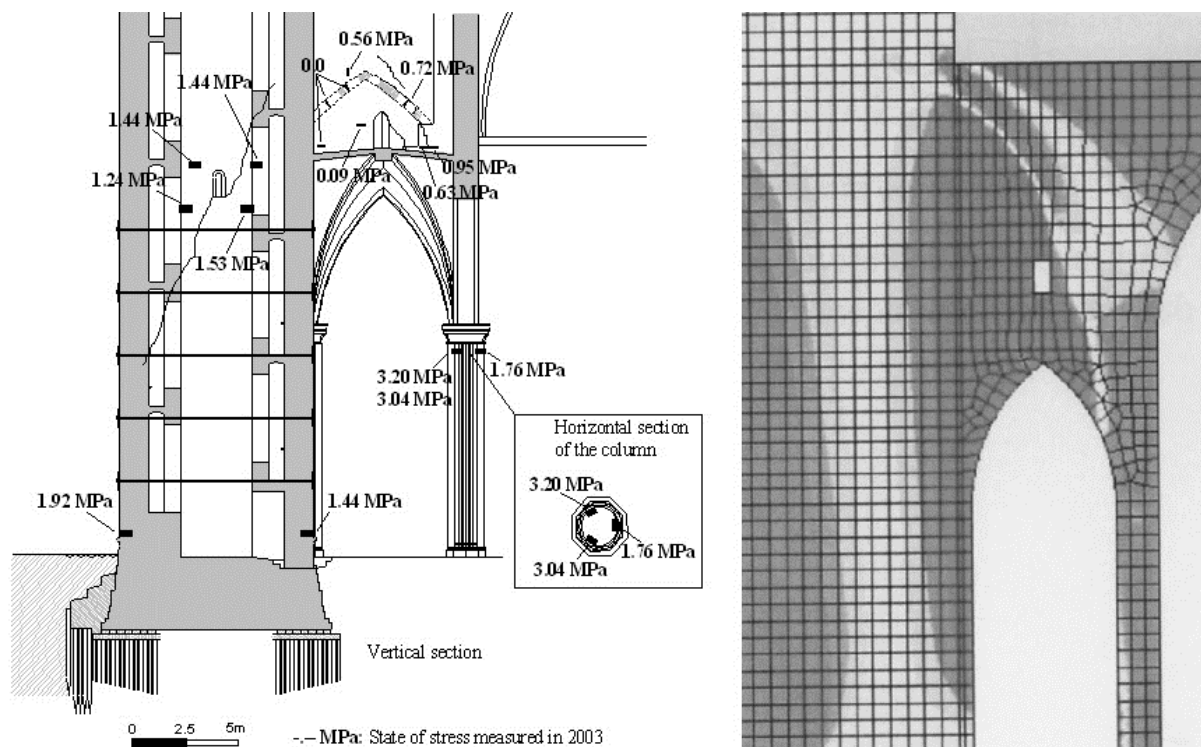 0.56 MPa
0.0
0.72 MPa
1.44 MPa
1.44 MPa
1.24 MPa
0.95 MPa
0.09 MPa
0.63 MPa
1.53 MPa
3.20 MPa
3.04 MPa
1.76 MPa
Horizontal section
of the column
3.20 MPa
1.76 MPa
3.04 MPa
1.92 MPa
1.44 MPa
Vertical section
0 2.5 5m
-.- MPa: State of stress measured in 2003